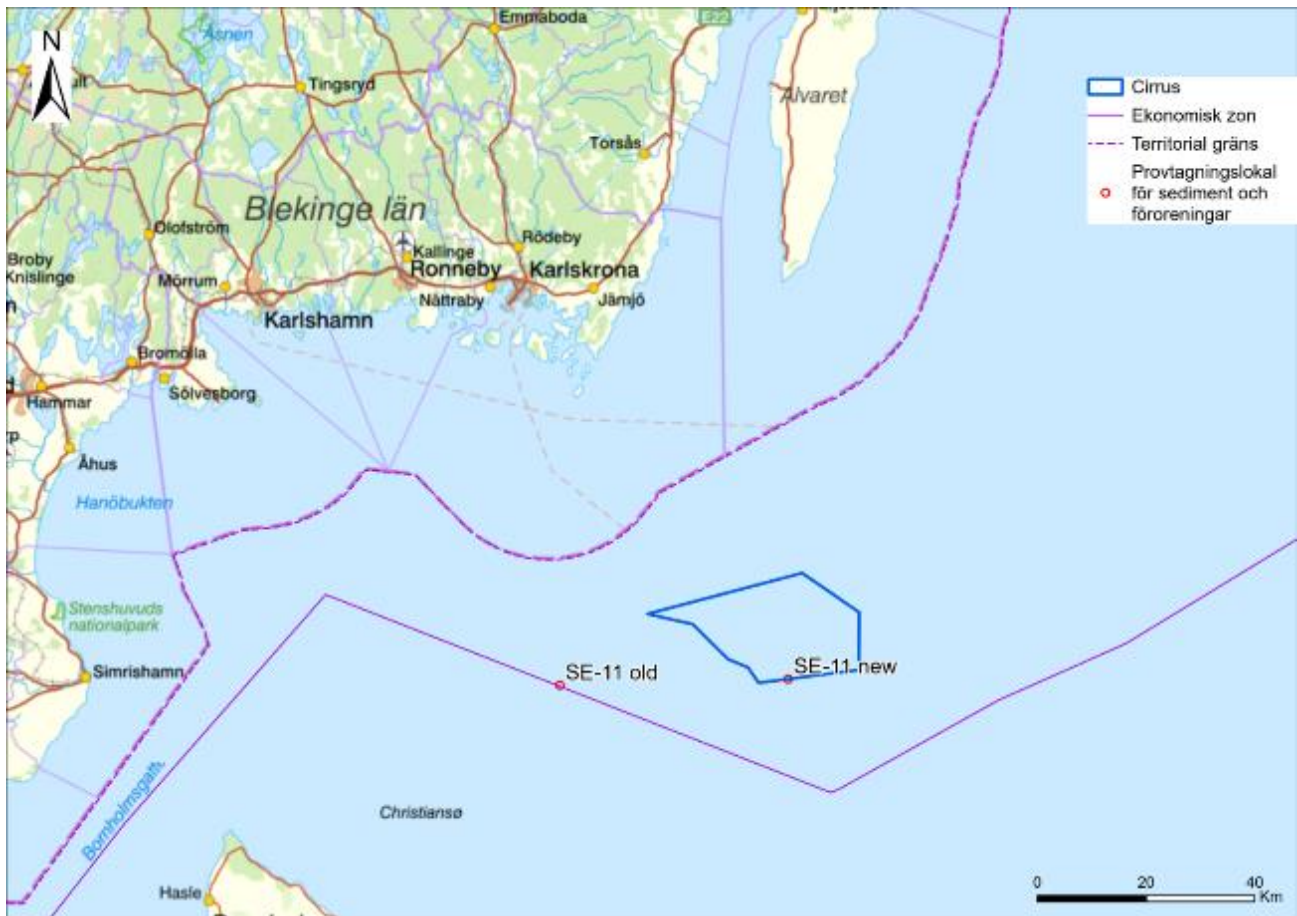 Emmaboda
E22
Åsnen
N
Tingsryd
Alvaret
Cirrus
Ekonomisk zon
Territorial gräns
Provtagningslokal
för sediment och
föroreningar
Torsås
Blekinge län
Olofström
Rödeby
Kallinge
Broby
Knislinge
Ronneby
Karlskrona
Mörrum
Nättraby
Jämjö
Karlshamn
Bromölla
Sölvesborg
Hammar
Åhus
Hanöbukten
Stenshuvuds
nationalpark
Simrishamn
SE-11 old
SE-11 new
Bornholmsgatt
Christiansø
Hasle
0 20 40
Km